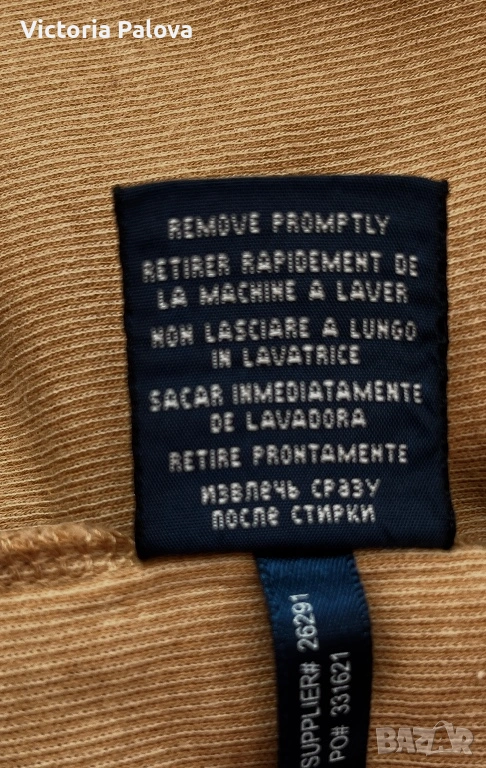 Victoria Palova
REMOVE PROMPTLY
RETIRER RAPIDEMENT DE
LA MACHINE A LAVER
NON LASCIARE A LUNGO
IN LAVATRICE
SACAR INMEDIATAMENTE
DE LAVADORA
RETIRE PRONTAMENTE
ИЗВЛЕЧЬ СРАЗУ
ПОСЛЕ СТИРКИ
SUPPLIER# 26291
PO# 331621
BAZAR